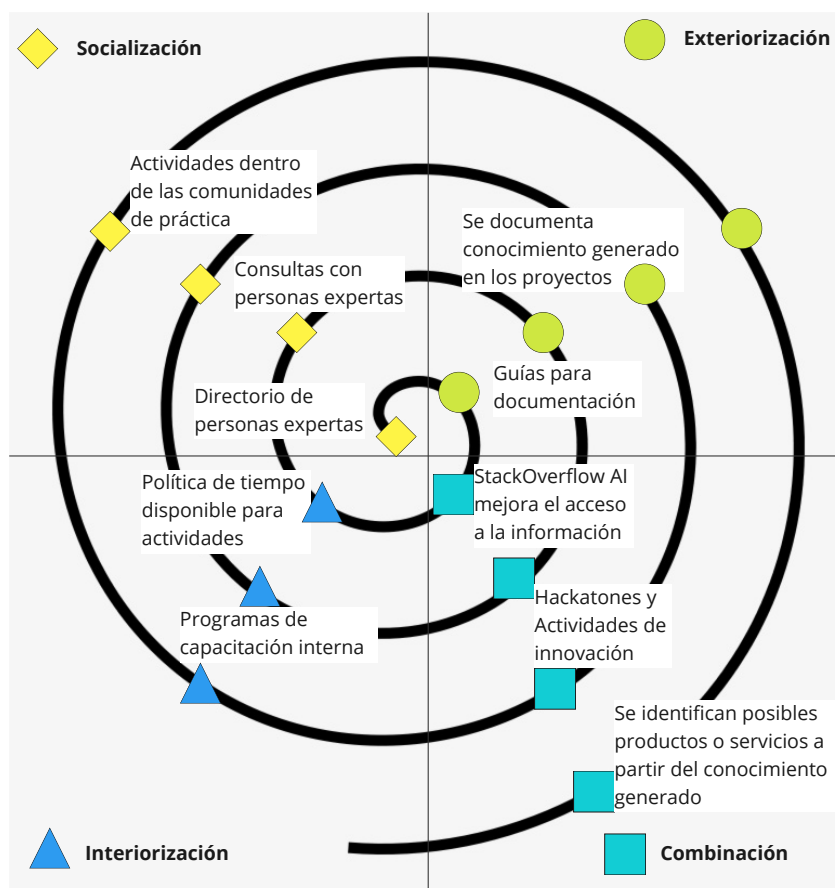 Socialización
Exteriorización
Actividades dentro
de las comunidades
de práctica
Se documenta
conocimiento generado
en los proyectos
Consultas con
personas expertas
Guías para
documentación
Directorio de
personas expertas
Política de tiempo
disponible para
actividades
StackOverflow AI
mejora el acceso
a la información
Hackatones y
Actividades de
innovación
Programas de
capacitación interna
Se identifican posibles
productos o servicios a
partir del conocimiento
generado
Interiorización
Combinación